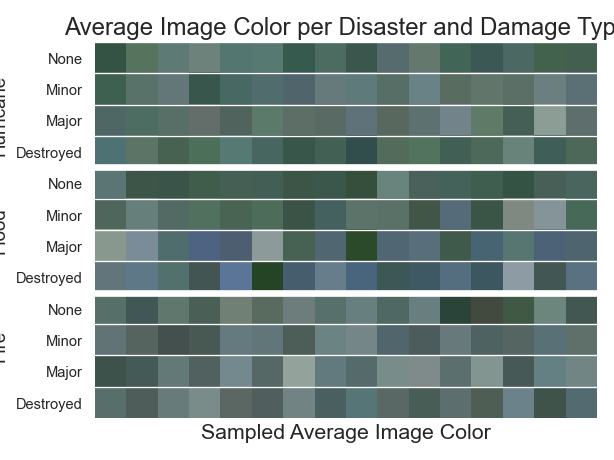 Average Image Color per Disaster and Damage Typ
None
Minor
Major
Destroyed
None
Minor
Major
Destroyed
None
Minor
Major
Destroyed
Sampled Average Image Color